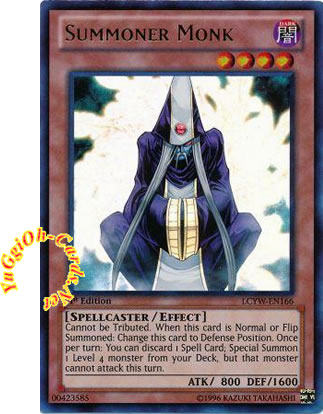 SUMMONER MONK
DARK
闇
YuGgiOh-Cards.Net
1st Edition
LCYW-EN166
[SPELLCASTER / EFFECT]
Cannot be Tributed. When this card is Normal or Flip
Summoned: Change this card to Defense Position. Once
per turn: You can discard 1 Spell Card; Special Summon
1 Level 4 monster from your Deck, but that monster
cannot attack this turn.
ATK/ 800 DEF/1600
00423585
©1996 KAZUKI TAKAHASHI